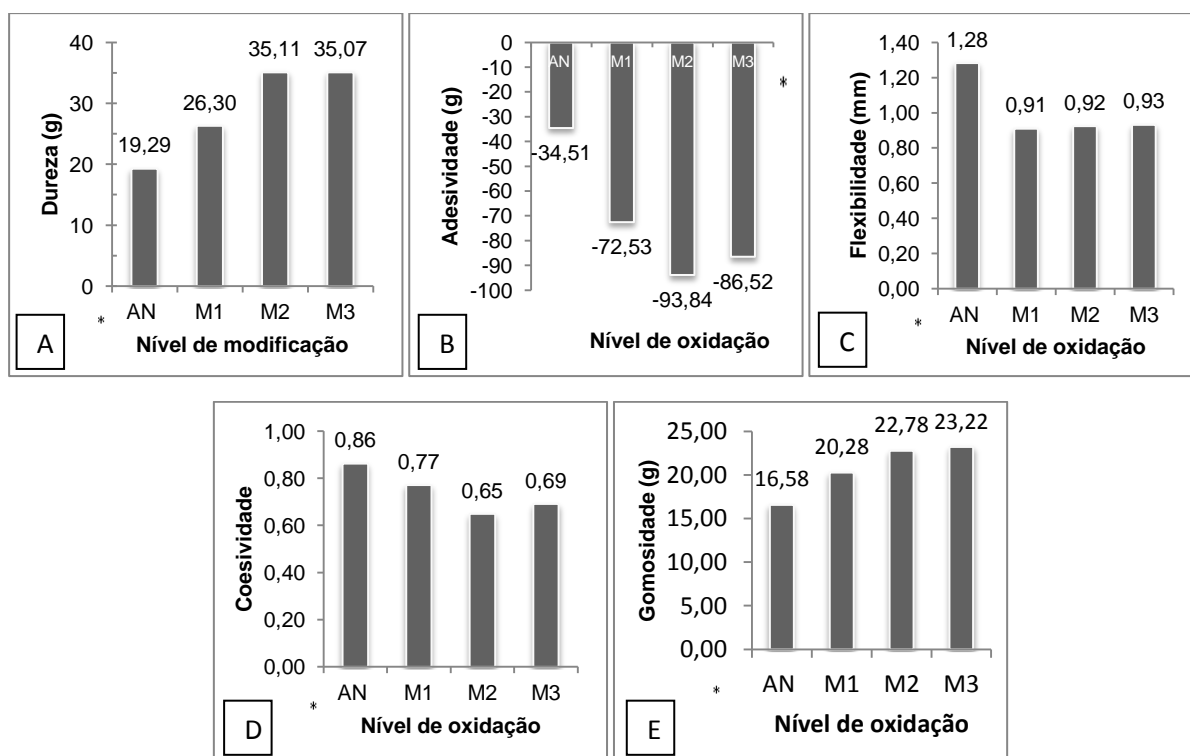 Dureza (g)
40
30
20
10
0
19,29
26,30
35,11
35,07
* AN M1 M2 M3
A
Nível de modificação
Adesividade (g)
0
-10
-20
-30
-40
-50
-60
-70
-80
-90
-100
AN M1 M2 M3
*
-34,51
-72,53
-93,84
-86,52
B
Nível de oxidação
Flexibilidade (mm)
1,40
1,20
1,00
0,80
0,60
0,40
0,20
0,00
1,28
0,91
0,92
0,93
* AN M1 M2 M3
C
Nível de oxidação
Coesividade
1,00
0,80
0,60
0,40
0,20
0,00
0,86
0,77
0,65
0,69
* AN M1 M2 M3
D
Nível de oxidação
Gomosidade (g)
25,00
20,00
15,00
10,00
5,00
0,00
16,58
20,28
22,78
23,22
* AN M1 M2 M3
E
Nível de oxidação